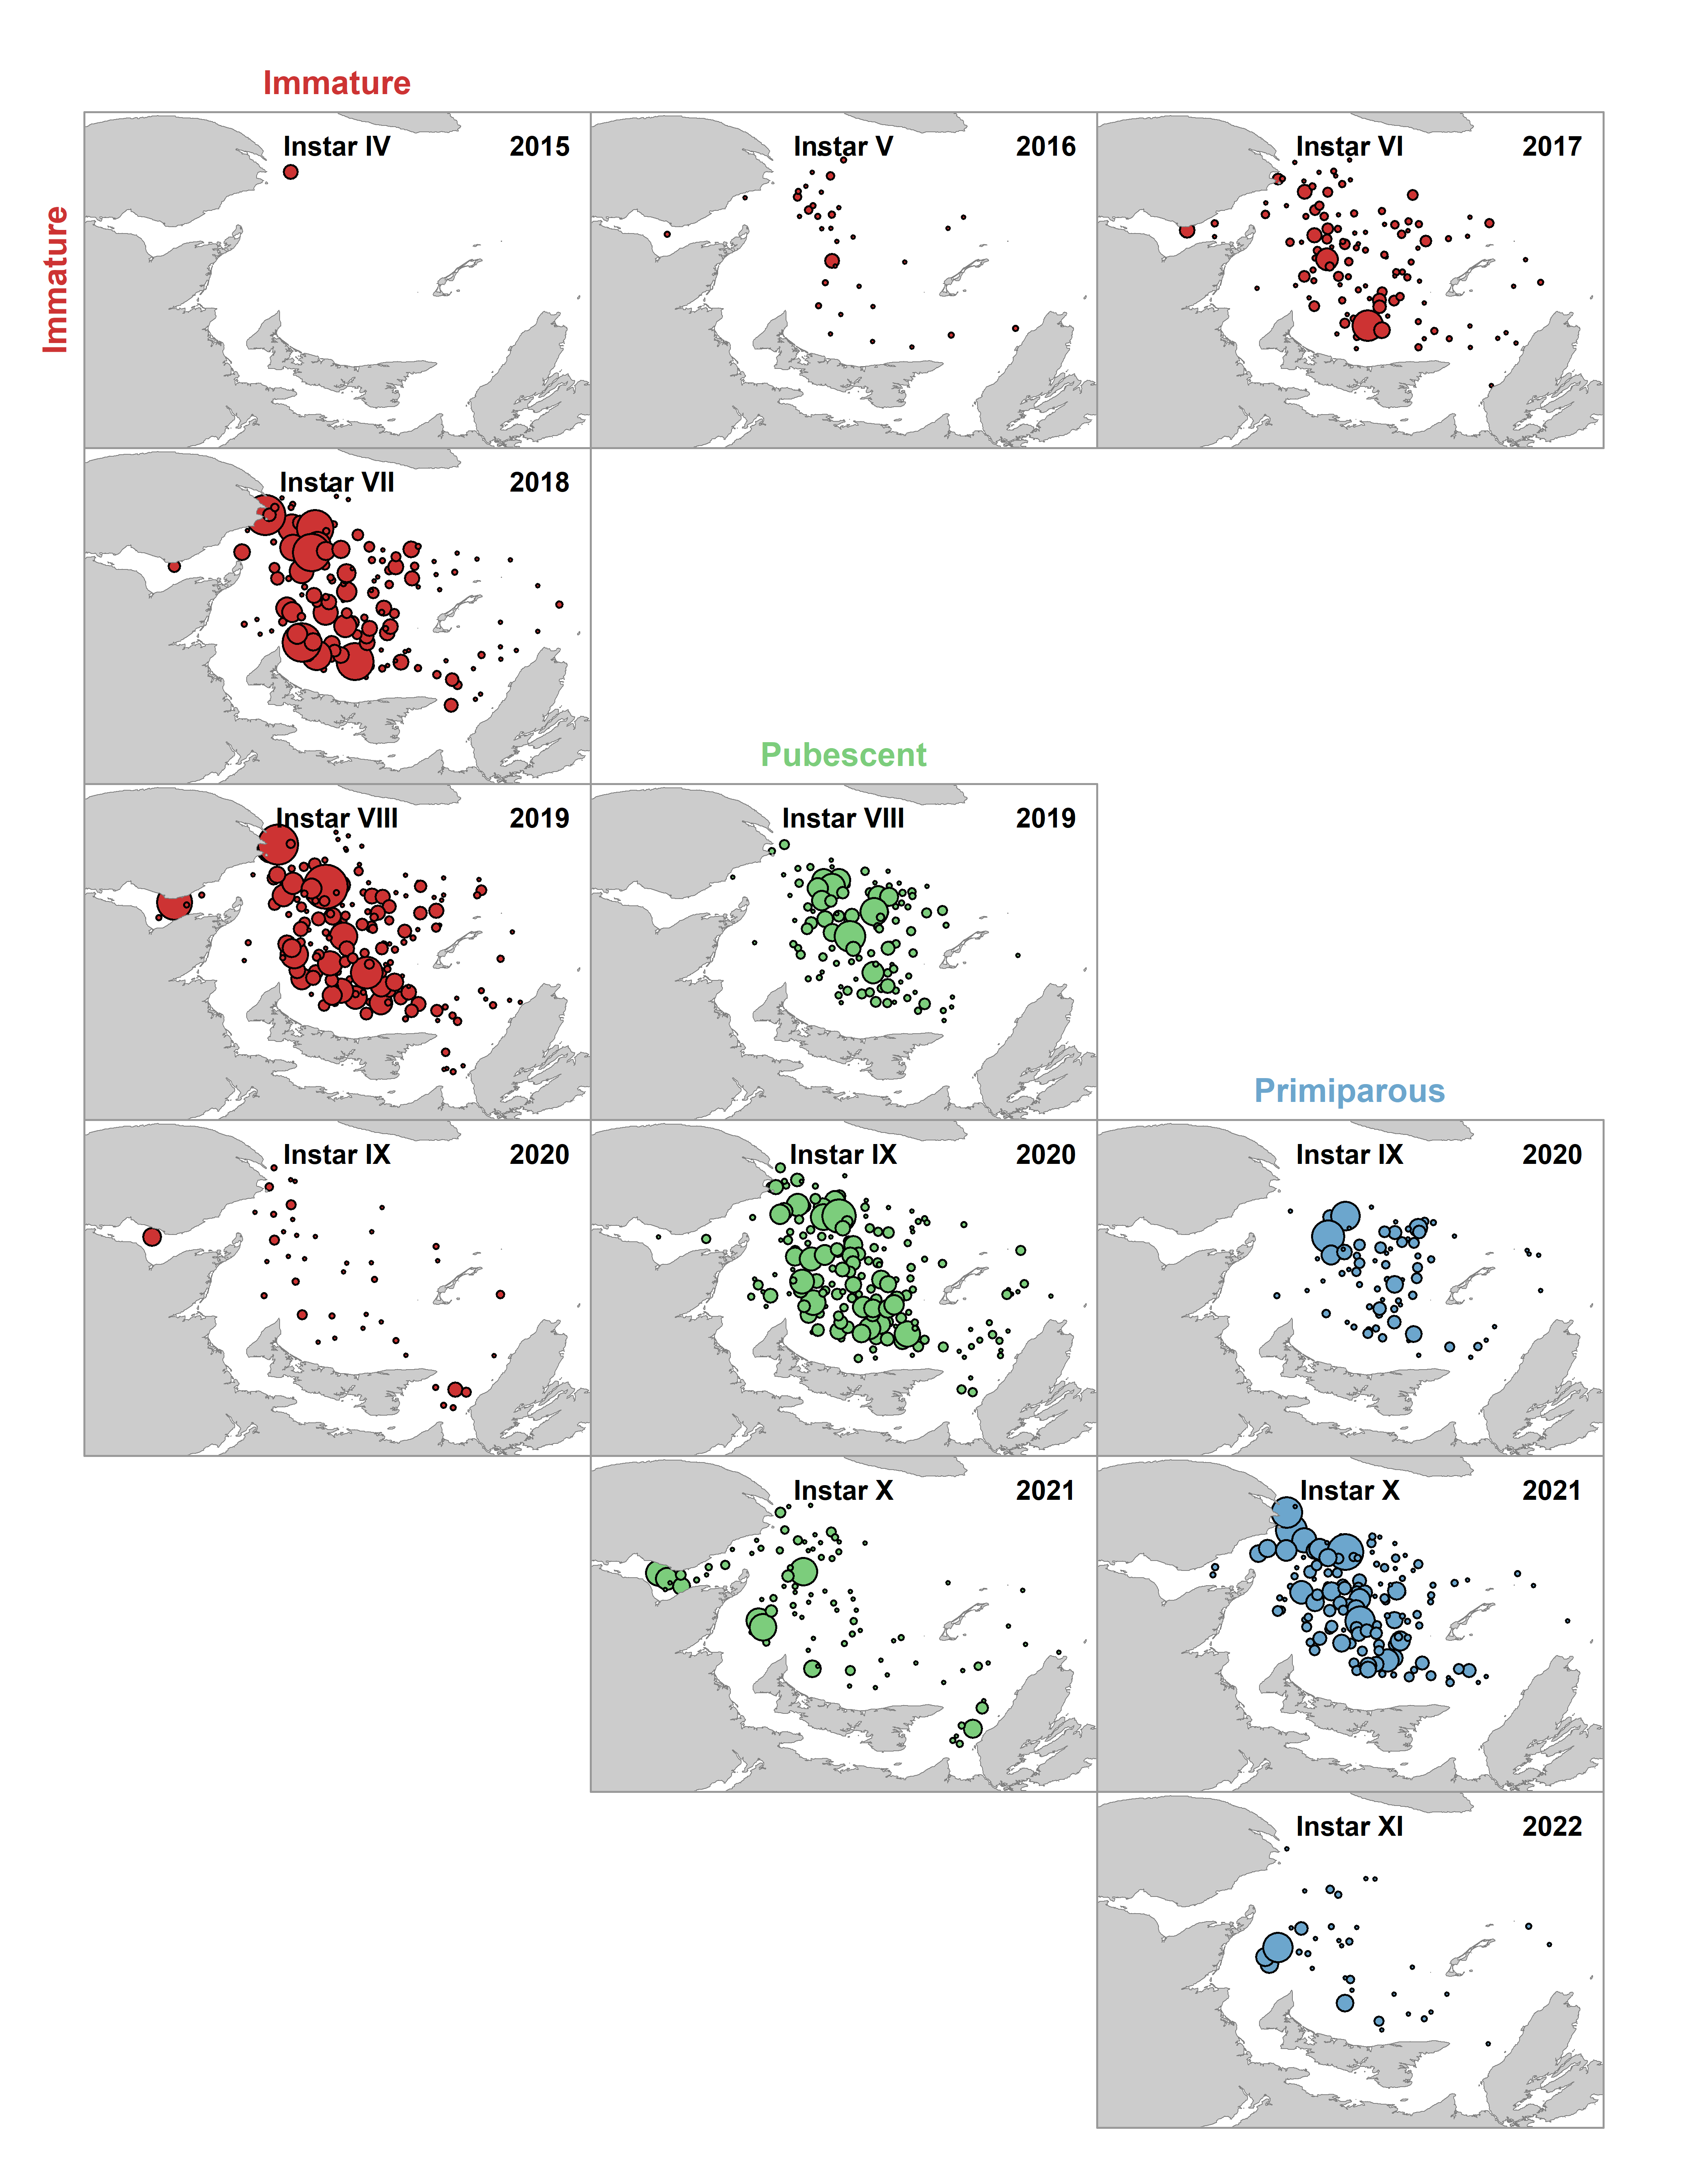 Immature
Immature
Instar IV 2015
Instar V 2016
Instar VI 2017
Instar VII 2018
Pubescent
Instar VIII 2019
Instar VIII 2019
Primiparous
Instar IX 2020
Instar IX 2020
Instar IX 2020
Instar X 2021
Instar X 2021
Instar XI 2022